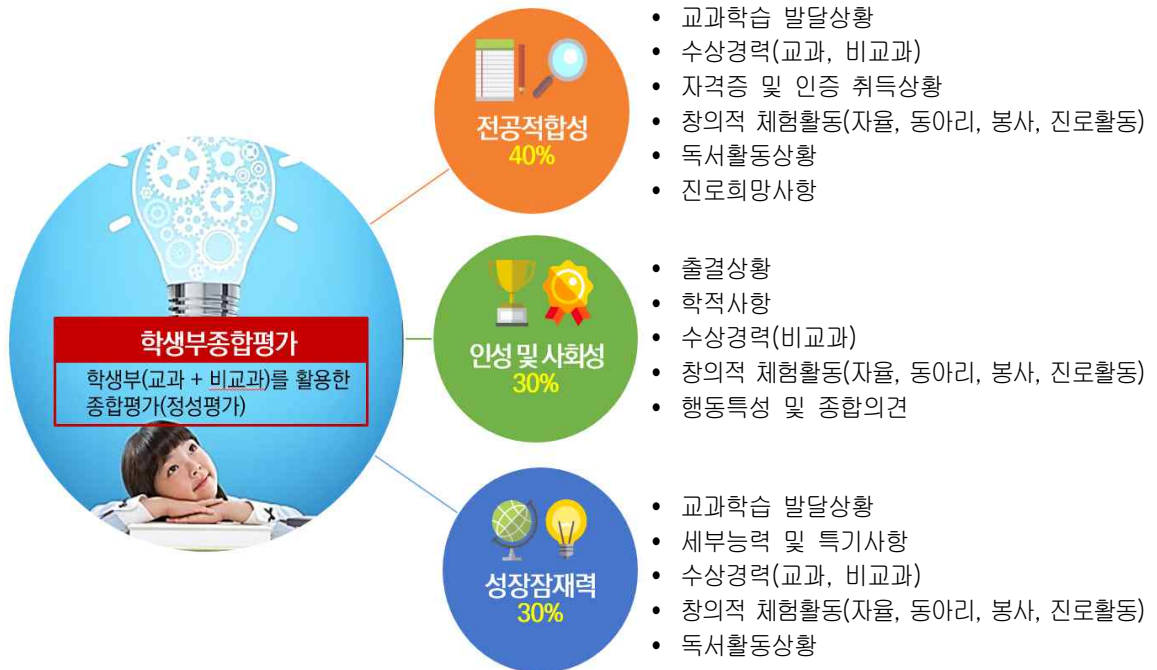 학생부종합평가
학생부(교과 + 비교과)를 활용한
종합평가(정성평가)
전공적합성
40%
• 교과학습 발달상황
• 수상경력(교과, 비교과)
• 자격증 및 인증 취득상황
• 창의적 체험활동(자율, 동아리, 봉사, 진로활동)
• 독서활동상황
• 진로희망사항
인성 및 사회성
30%
• 출결상황
• 학적사항
• 수상경력(비교과)
• 창의적 체험활동(자율, 동아리, 봉사, 진로활동)
• 행동특성 및 종합의견
성장잠재력
30%
• 교과학습 발달상황
• 세부능력 및 특기사항
• 수상경력(교과, 비교과)
• 창의적 체험활동(자율, 동아리, 봉사, 진로활동)
• 독서활동상황